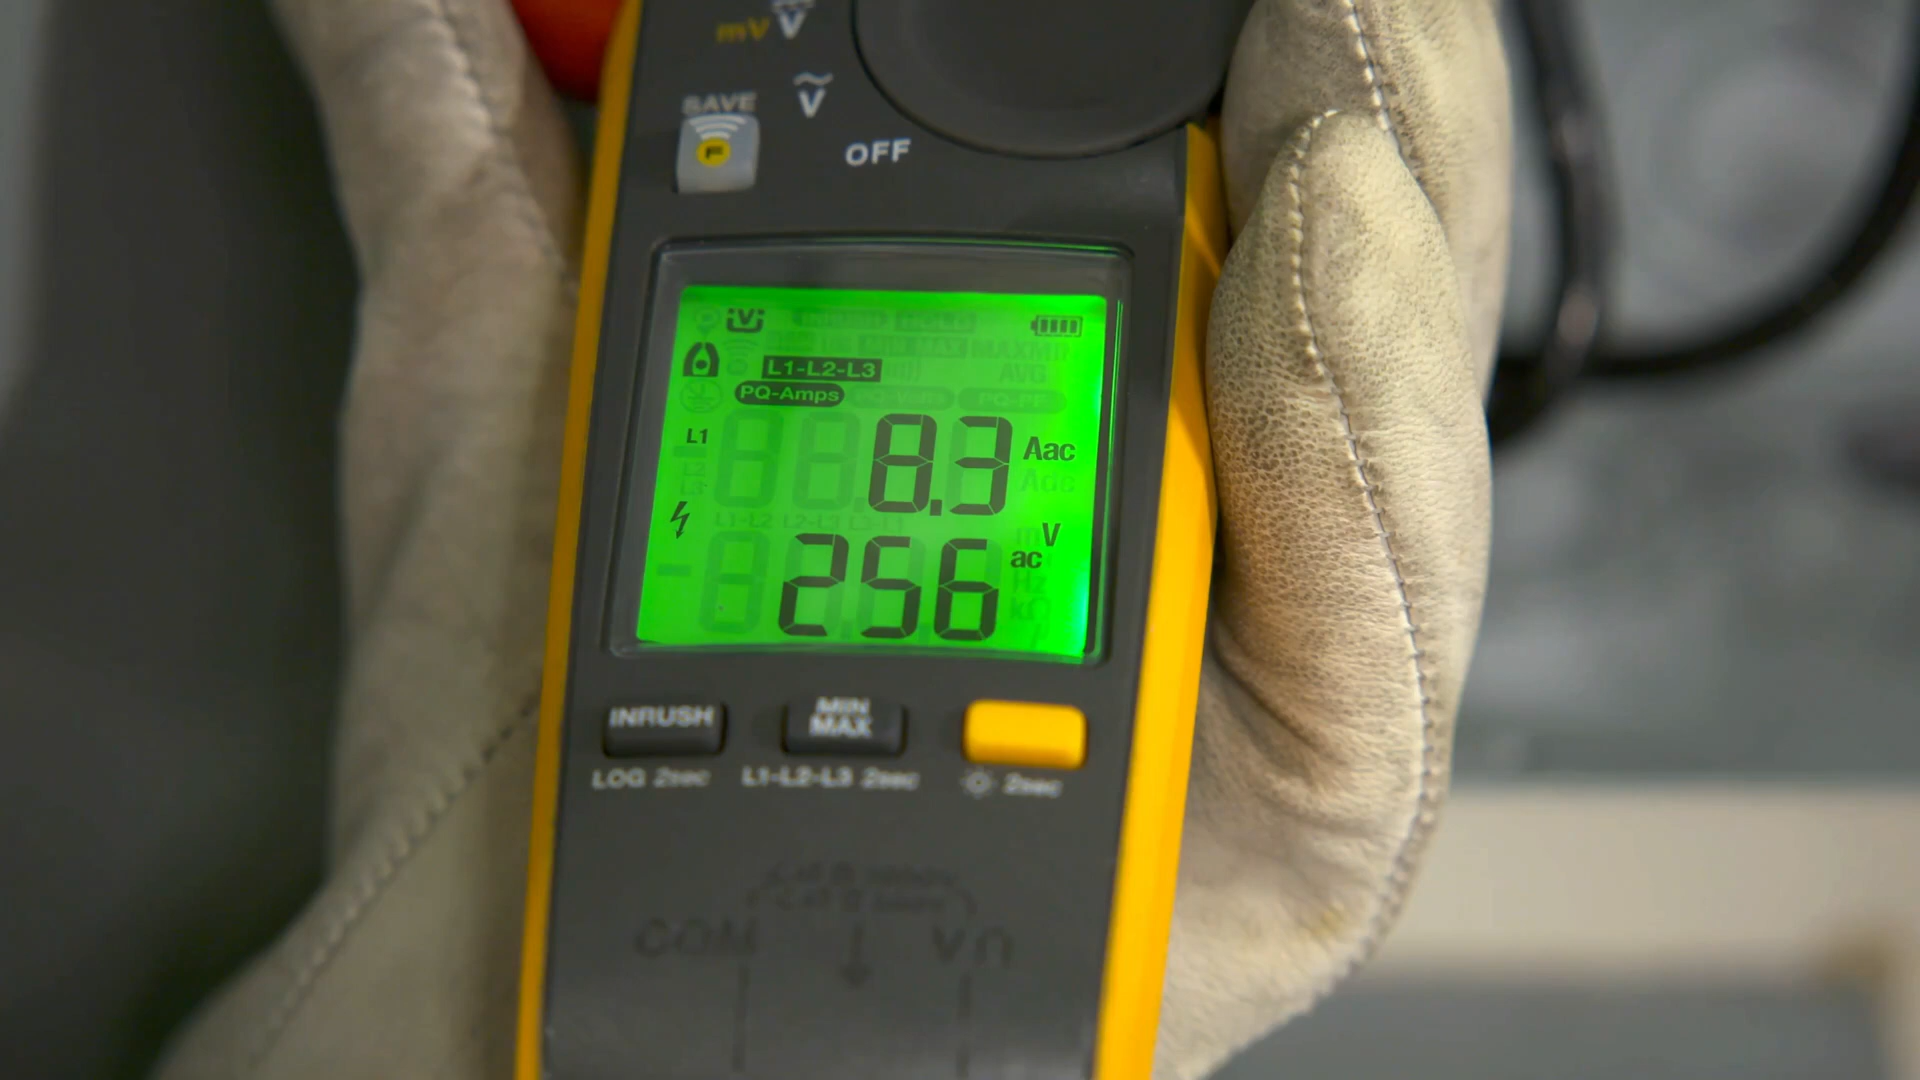 mV V
SAVE V
F
OFF
V
L1-L2-L3
PQ-Amps
L1 8.3 Aac
V
256 ac
INRUSH MIN
MAX
LOG 2sec L1-L2-L3 2sec 2sec
COM VΩ